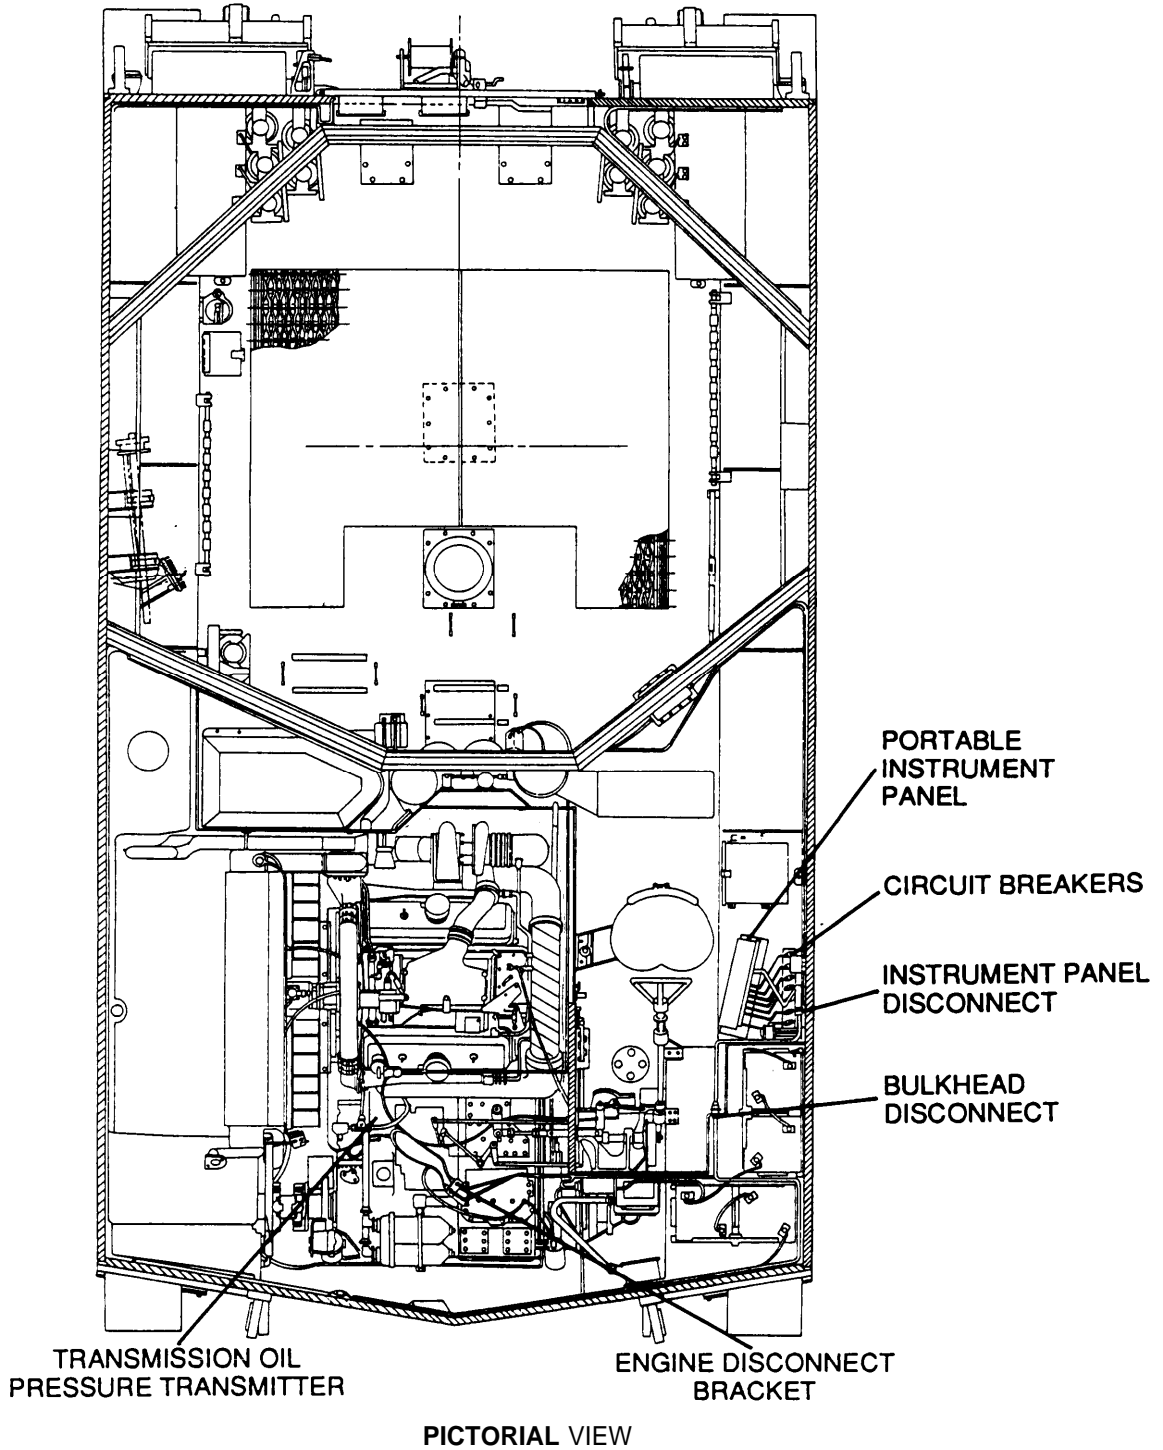 PORTABLE
INSTRUMENT
PANEL
CIRCUIT BREAKERS
INSTRUMENT PANEL
DISCONNECT
BULKHEAD
DISCONNECT
TRANSMISSION OIL
PRESSURE TRANSMITTER
ENGINE DISCONNECT
BRACKET
PICTORIAL VIEW